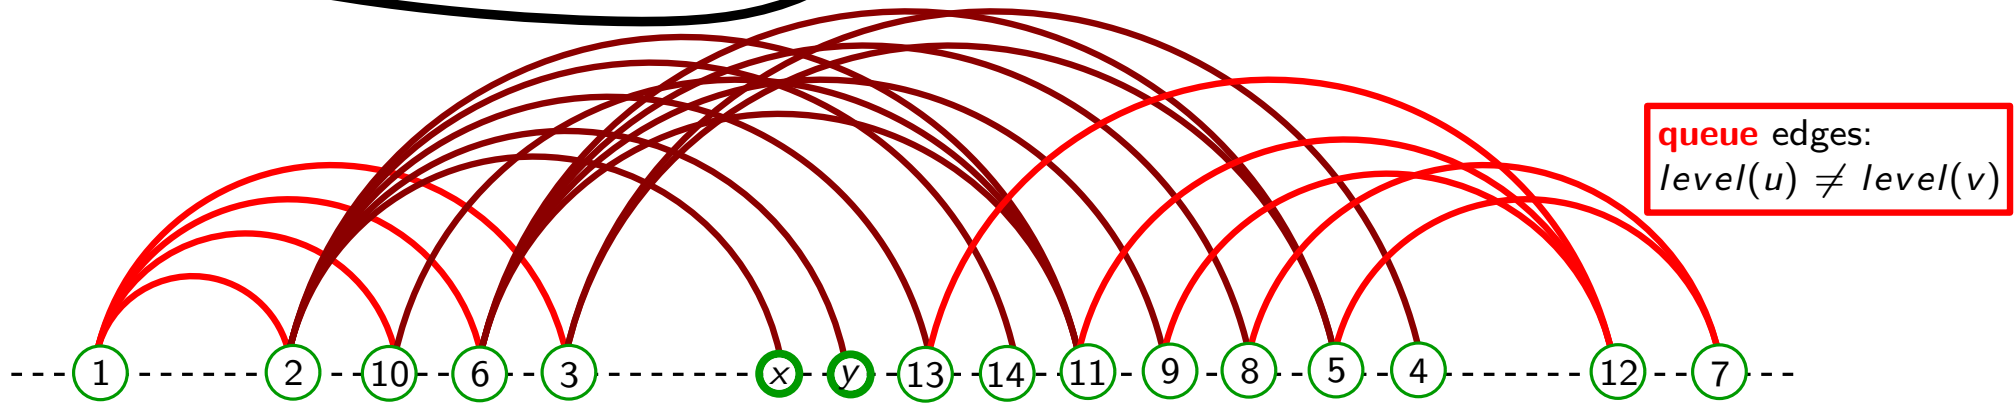 queue edges:
level(u) ≠ level(v)
1 2 10 6 3 x y 13 14 11 9 8 5 4 12 7